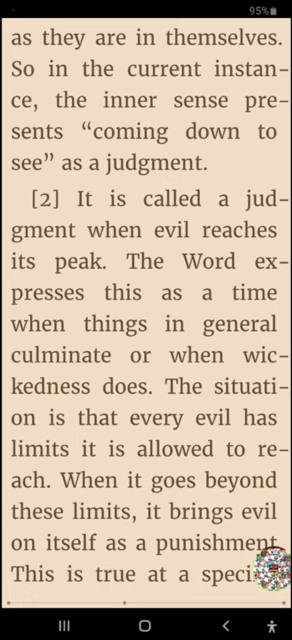 95%
as they are in themselves.
So in the current instan-
ce, the inner sense pre-
sents “coming down to
see” as a judgment.
[2] It is called a jud-
gment when evil reaches
its peak. The Word ex-
presses this as a time
when things in general
culminate or when wic-
kedness does. The situati-
on is that every evil has
limits it is allowed to re-
ach. When it goes beyond
these limits, it brings evil
on itself as a punishment.
This is true at a